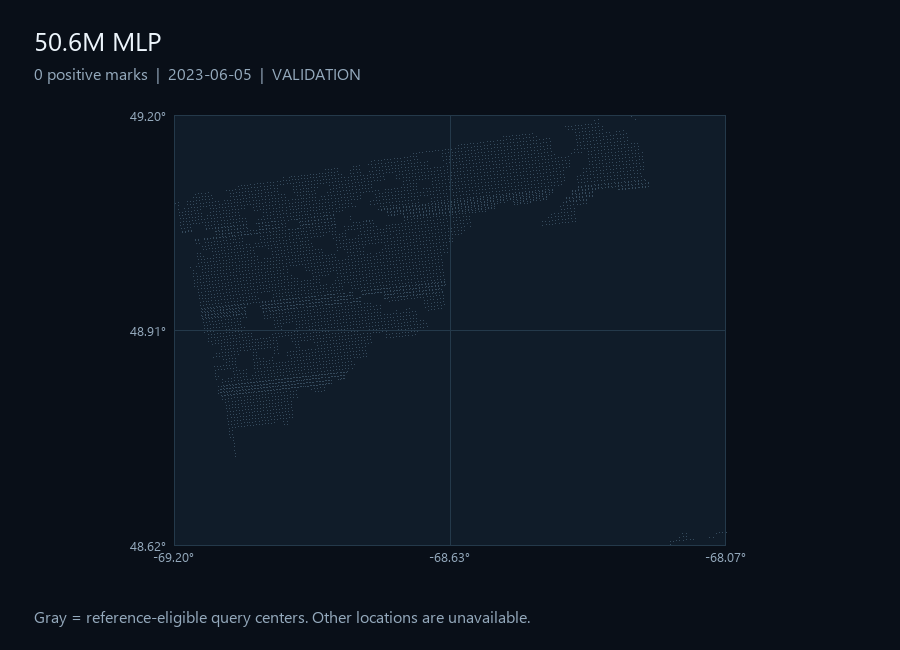 50.6M MLP
0 positive marks | 2023-06-05 | VALIDATION
49.20°
48.91°
48.62°
-69.20°
-68.63°
-68.07°
Gray = reference-eligible query centers. Other locations are unavailable.